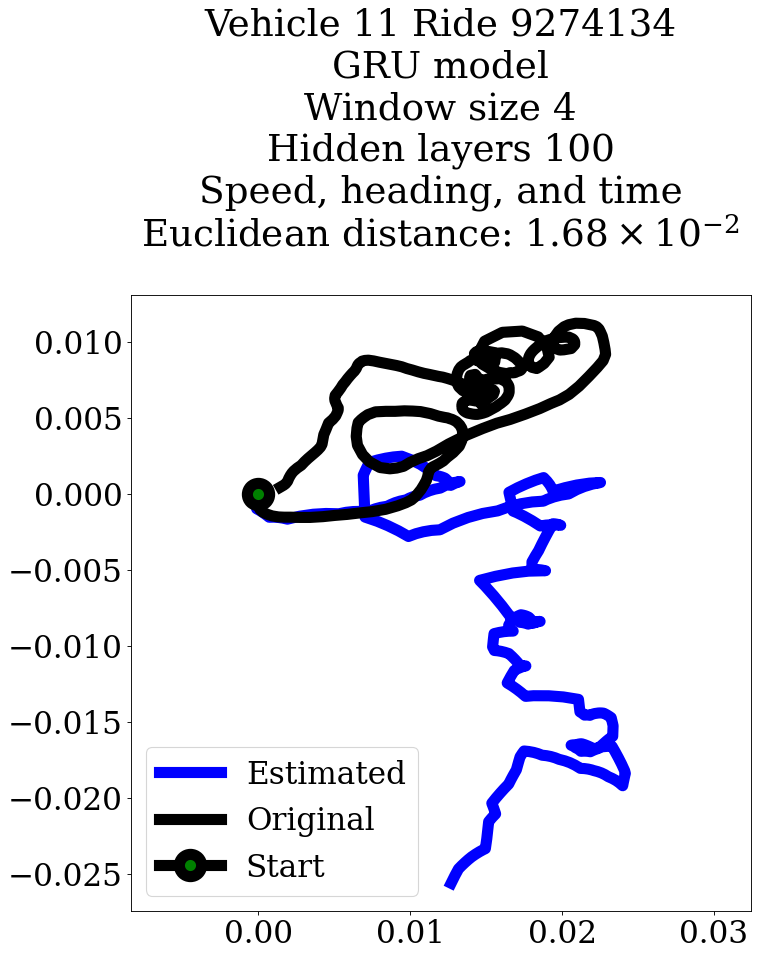 Vehicle 11 Ride 9274134
GRU model
Window size 4
Hidden layers 100
Speed, heading, and time
Euclidean distance: 1.68 × 10⁻²
0.010
0.005
0.000
−0.005
−0.010
−0.015
−0.020
−0.025
Estimated
Original
Start
0.00 0.01 0.02 0.03